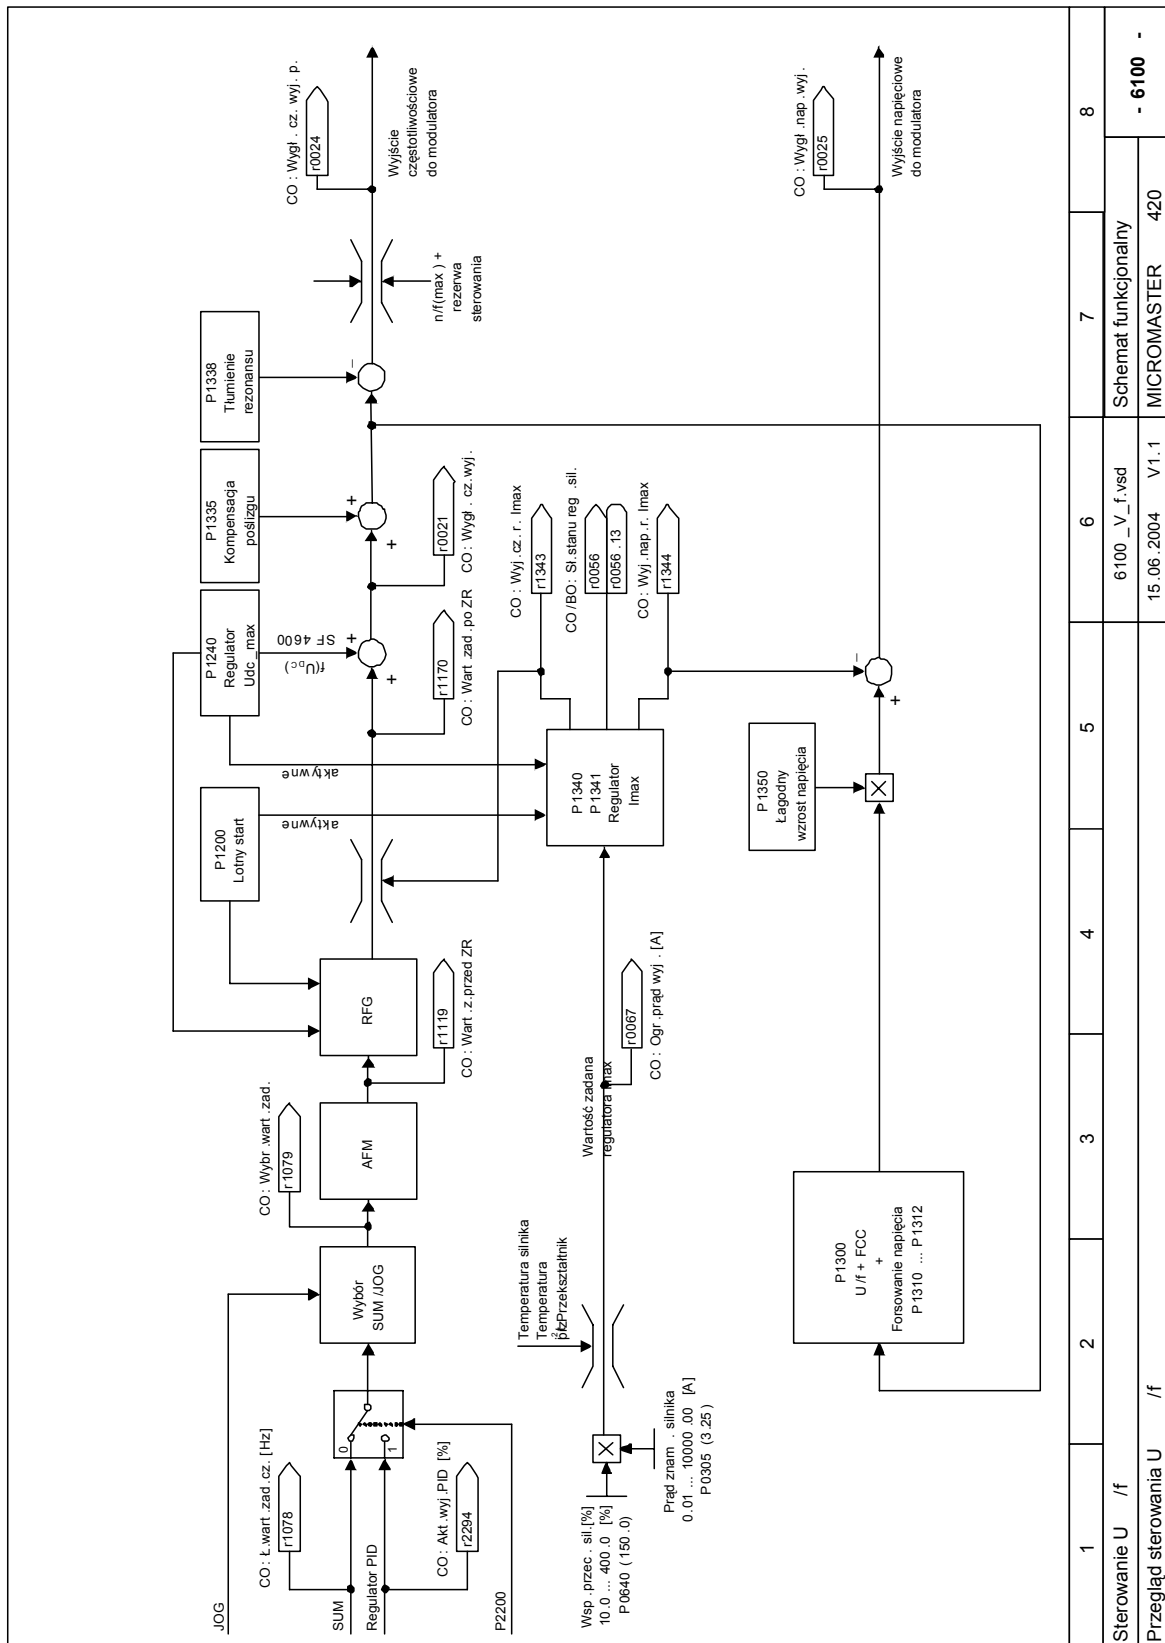 JOG
SUM
Regulator PID
P2200
CO : Ł.wart .zad .cz. [Hz]
r1078
0
1
CO : Akt .wyj .PID [%]
r2294
Wybór
SUM /JOG
CO : Wybr .wart .zad.
r1079
AFM
CO : Wart . z.przed ZR
r1119
RFG
P1200
Lotny start
aktywne
aktywne
P1240
Regulator
Udc _ max
f(UDC)
SF 4600
+
+
CO : Wart .zad .po ZR
r1170
P1335
Kompensacja
poślizgu
+
+
r0021
CO : Wygł . cz.wyj .
P1338
Tłumienie
rezonansu
–
n/f(max ) +
rezerwa
sterowania
CO : Wygł . cz. wyj . p.
r0024
Wyjście
częstotliwościowe
do modulatora
Wsp .przec . sil.[%]
10.0 ... 400 .0 [%]
P0640 (150 .0)
X
Prąd znam . silnika
0.01 ... 10000 .00 [A]
P0305 (3.25 )
Temperatura silnika
Temperatura
Przekształtnik
Wartość zadana
regulatora Imax
r0067
CO : Ogr .prąd wyj . [A]
P1340
P1341
Regulator
Imax
CO : Wyj .cz. r. Imax
r1343
CO /BO : Sł.stanu reg .sil.
r0056
r0056 .13
CO : Wyj .nap .r. Imax
r1344
P1300
U /f + FCC
+
Forsowanie napięcia
P1310 ... P1312
P1350
Łagodny
wzrost napięcia
X
+
–
CO : Wygł .nap .wyj .
r0025
Wyjście napięciowe
do modulatora
1 2 3 4 5 6 7 8
Sterowanie U /f
6100 _V_f.vsd
Schemat funkcjonalny
- 6100 -
Przegląd sterowania U /f
15 .06 .2004 V1.1
MICROMASTER 420